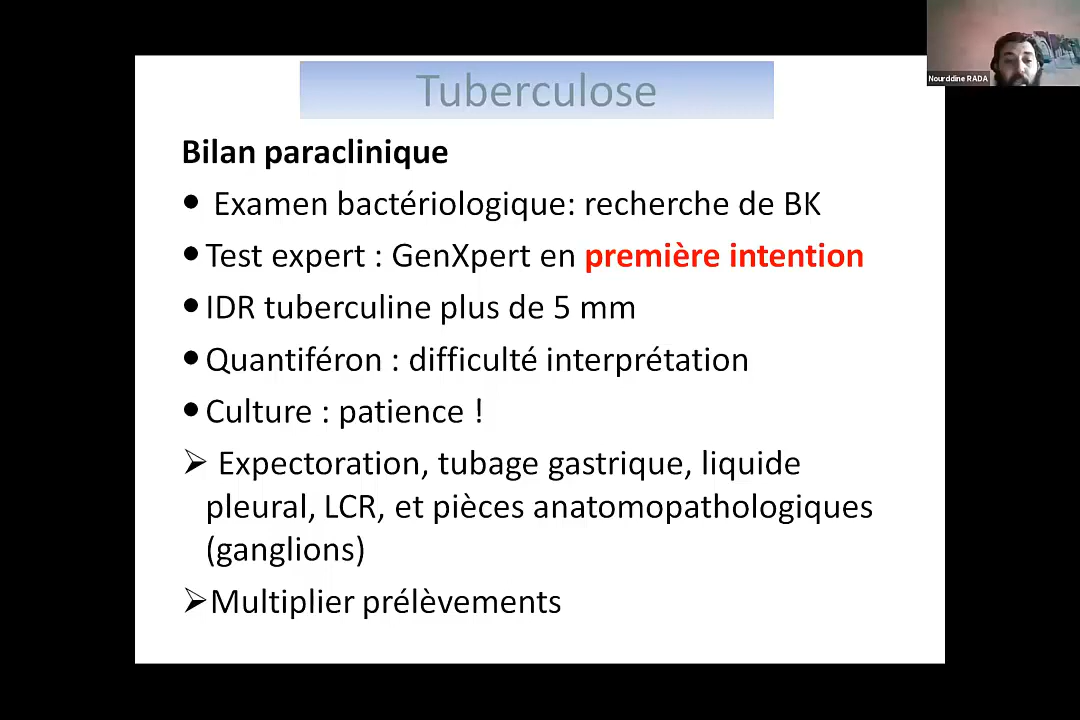 Tuberculose
Nourddine RADA
Bilan paraclinique
• Examen bactériologique: recherche de BK
• Test expert : GenXpert en première intention
• IDR tuberculine plus de 5 mm
• Quantiféron : difficulté interprétation
• Culture : patience !
➢ Expectoration, tubage gastrique, liquide
pleural, LCR, et pièces anatomopathologiques
(ganglions)
➢Multiplier prélèvements